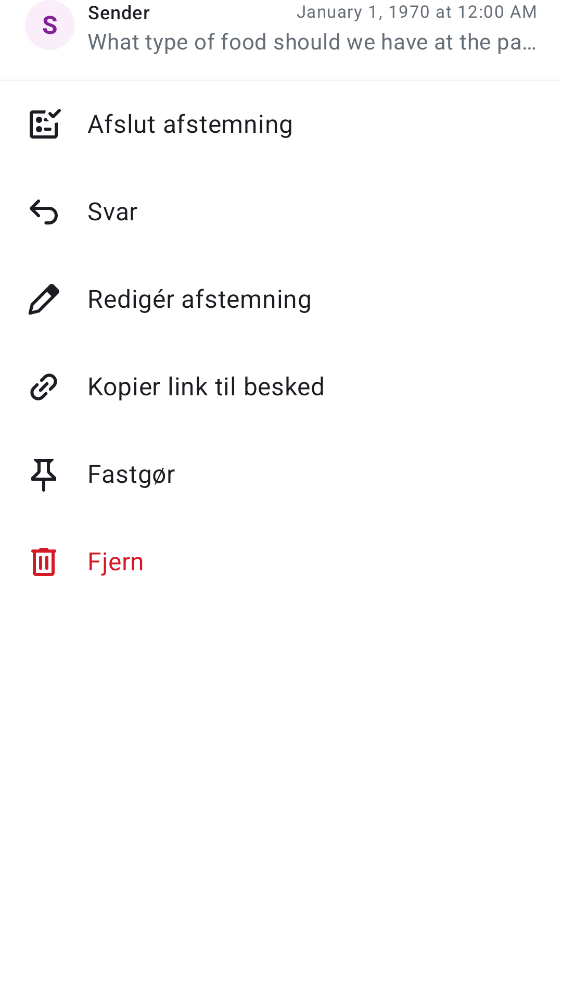 S
Sender
January 1, 1970 at 12:00 AM
What type of food should we have at the pa…
Afslut afstemning
Svar
Redigér afstemning
Kopier link til besked
Fastgør
Fjern